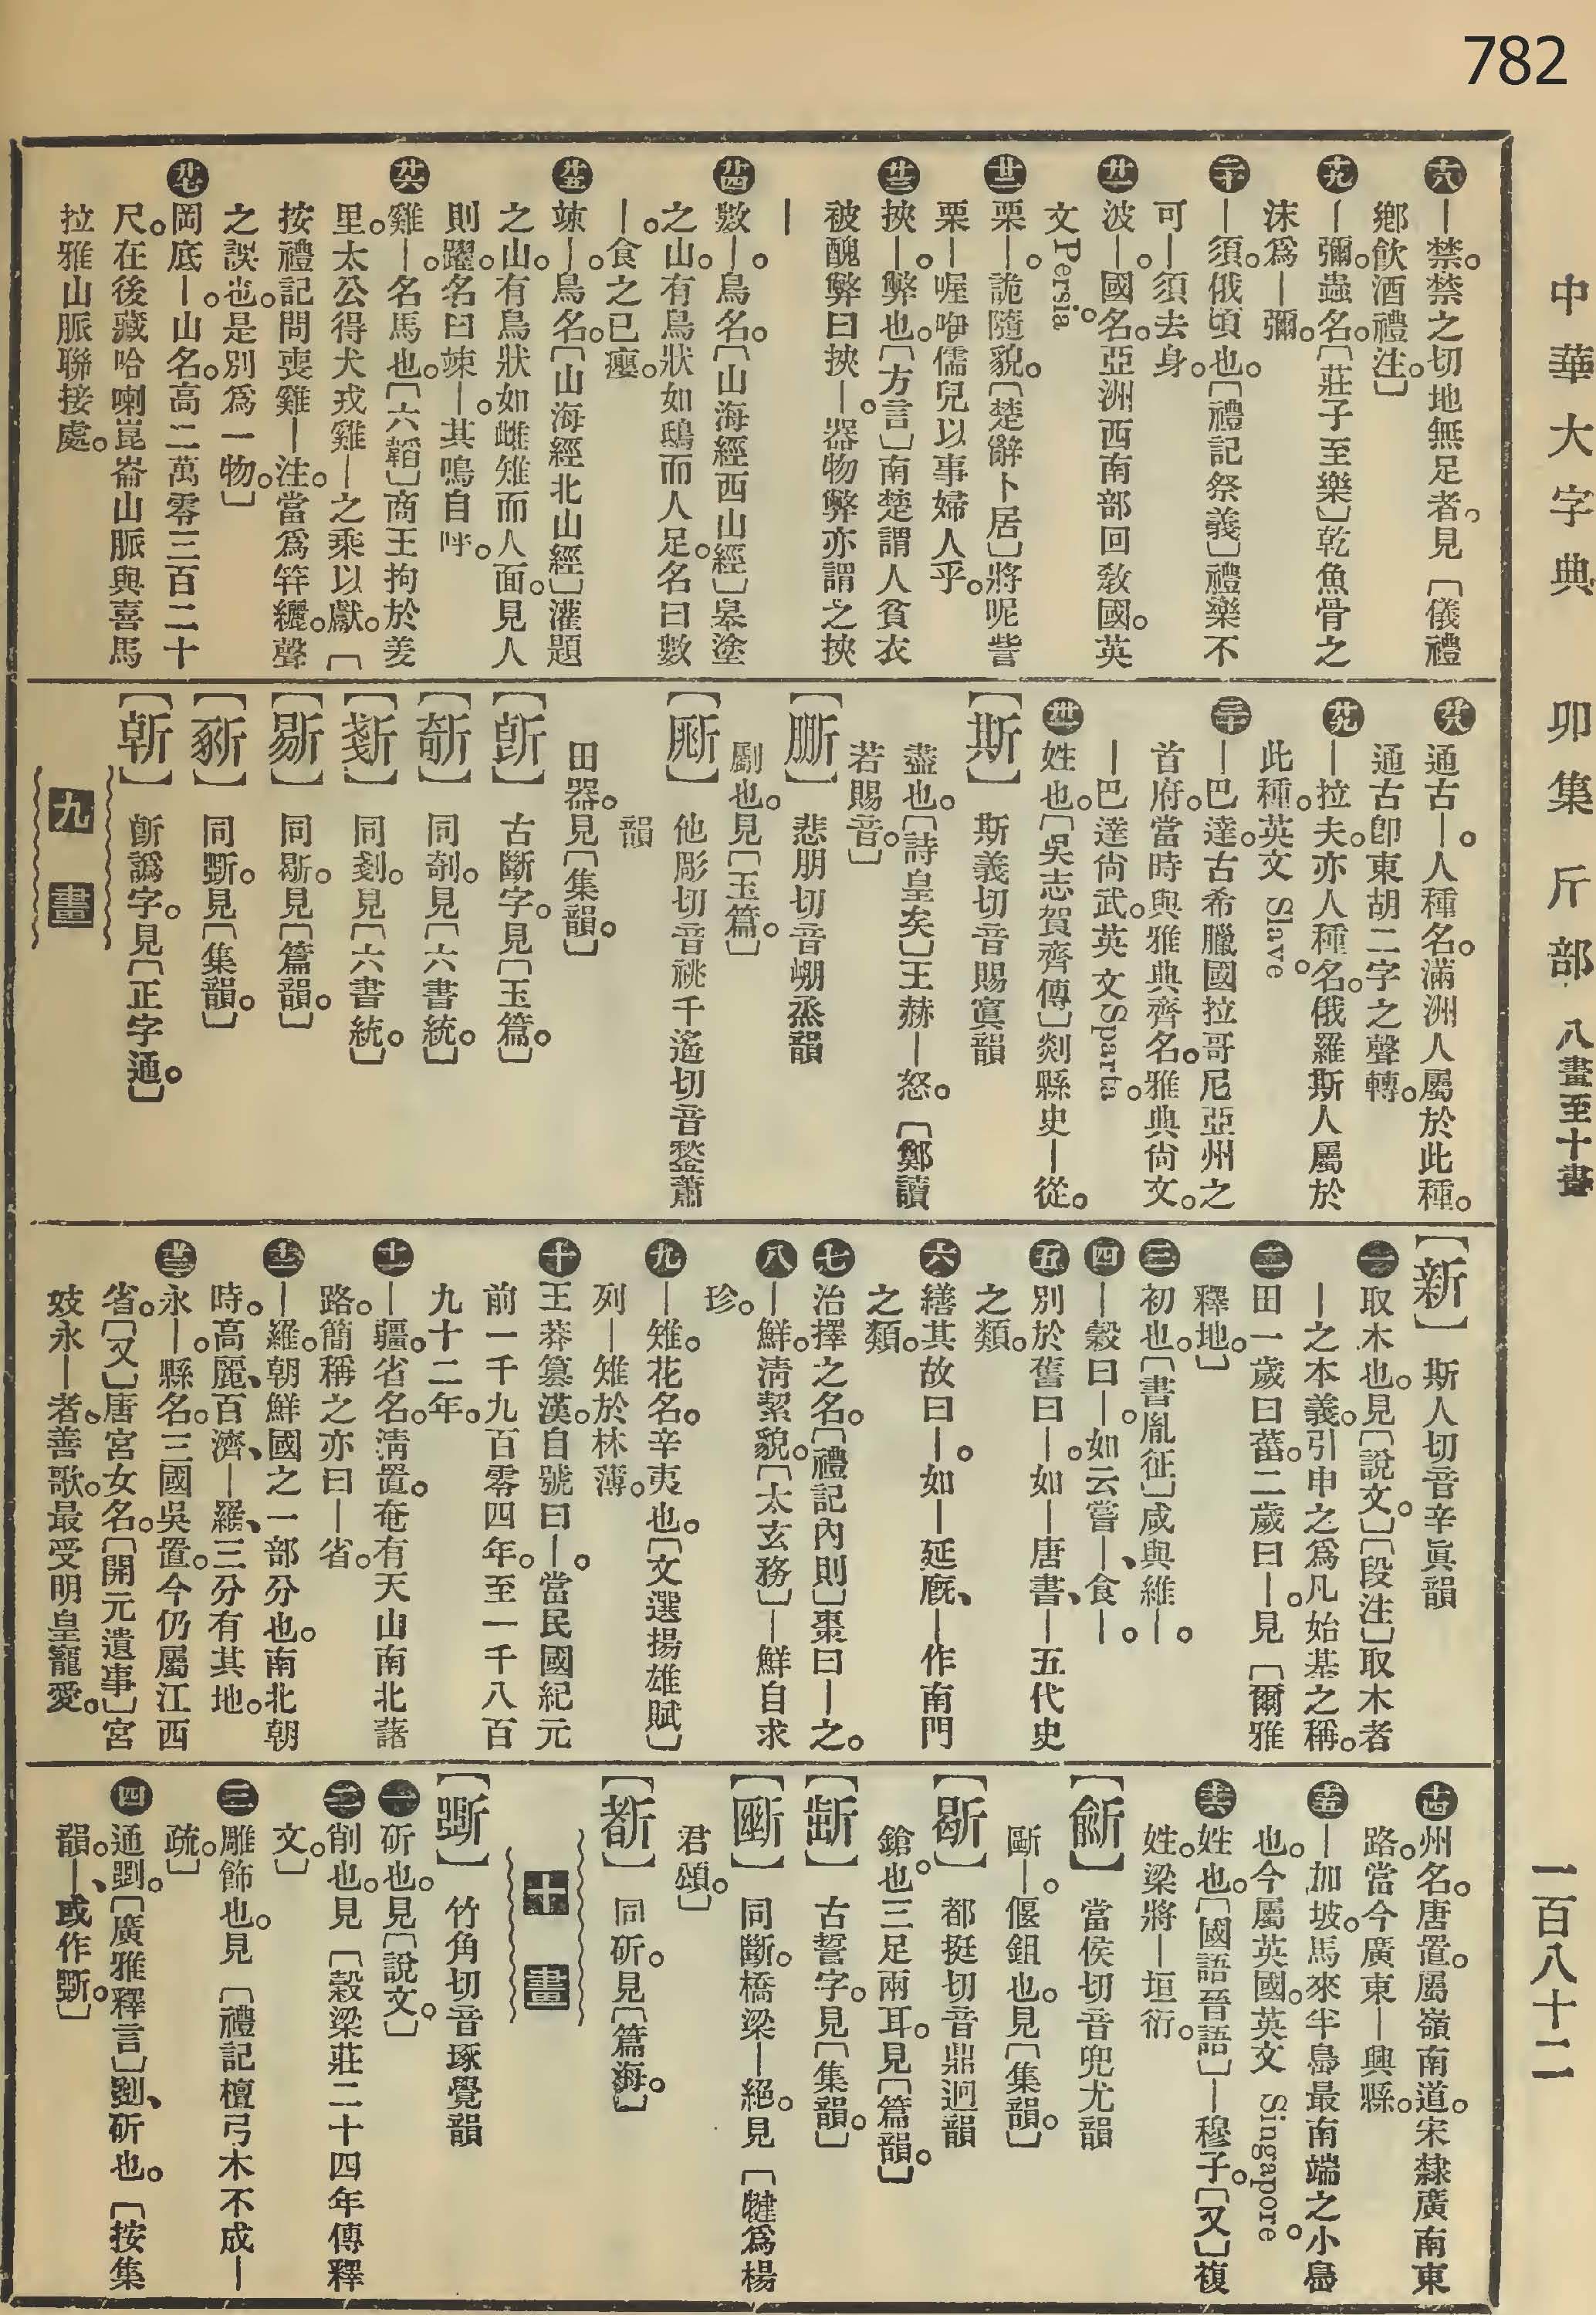 782
中華大字典 卯集 斤部 八畫至十畫 一百八十二
十八 ─禁。禁之切地無足者。見〔儀禮
鄉飲酒禮注。〕
十九 ─彌。蟲名。〔莊子至樂〕乾魚骨之
沫爲─彌。
二十 ─須。俄頃也。〔禮記祭義〕禮樂不
可─須去身。
廿一 波─。國名。亞洲西南部回敎國。英
文Persia。
廿二 栗─。詭隨貌。〔楚辭卜居〕將呢訾
栗─喔咿儒兒以事婦人乎。
廿三 挾─。弊也。〔方言〕南楚謂人貧衣
被醜弊曰挾─。器物弊亦謂之挾
─
廿四 數─。鳥名。〔山海經西山經〕皋塗
之山。有鳥狀如鴟而人足。名曰數
─。食之已癭。
廿五 竦─。鳥名。〔山海經北山經〕灌題
之山。有鳥狀如雌雉而人面。見人
則躍。名曰竦─。其鳴自呼。
廿六 雞─。名馬也。〔六韜〕商王拘於羑
里。太公得犬戎雞─之乘以獻。〔
按禮記問喪雞─注。當爲笄纚。聲
之誤也。是別爲一物。〕
廿七 岡底─。山名。高二萬零三百二十
尺。在後藏哈喇崑崙山脈與喜馬
拉雅山脈聯接處。
廿八 通古─。人種名。滿洲人屬於此種。
通古卽東胡二字之聲轉。
廿九 ─拉夫。亦人種名。俄羅斯人屬於
此種。英文 Slave。
三十 ─巴達。古希臘國拉哥尼亞州之
首府。當時與雅典齊名。雅典尙文。
─巴達尙武。英文Sparta。
卅一 姓也。〔吳志賀齊傳〕剡縣史─從。
〔斯〕 斯義切音賜寘韻
盡也。〔詩皇矣〕王赫─怒。〔鄭讀
若賜音。〕
〔𣂤〕 悲朋切音繃蒸韻
劚也。見〔玉篇。〕
他彫切音祧千遙切音鍫蕭
韻
田器。見〔集韻。〕
古斷字。見〔玉篇。〕
同剞。見〔六書統。〕
同剗。見〔六書統。〕
見〔篇韻。〕
同斲。見〔集韻。〕
斮譌字。見〔正字通。〕
九畫
〔新〕 斯人切音辛眞韻
一 取木也。見〔說文。〕〔段注〕取木者
─之本義。引申之爲凡始基之稱。
二 田一歲曰菑。二歲曰─。見〔爾雅
釋地。〕
三 初也。〔書胤征〕咸與維─。
四 ─穀曰─。如云嘗─、食─。
五 別於舊曰─。如─唐書、─五代史
之類。
六 繕其故曰─。如─延廐、─作南門
之類。
七 治擇之名。〔禮記內則〕棗曰─之。
八 ─鮮。淸絜貌。〔太玄務〕─鮮自求
珍。
九 ─雉。花名。辛夷也。〔文選揚雄賦〕
列─雉於林薄。
十 王莽篡漢。自號曰─。當民國紀元
前一千九百零四年。至一千八百
九十二年。
十一 ─疆。省名。淸置。奄有天山南北諸
路。簡稱之亦曰─省。
十二 ─羅。朝鮮國之一部分也。南北朝
時。高麗、百濟、─羅、三分有其地。
十三 永─。縣名。三國吳置。今仍屬江西
省。〔又〕唐宮女名。〔開元遺事〕宮
妓永─者。善歌。最受明皇寵愛。
十四 州名。唐置。屬嶺南道。宋隸廣南東
路。當今廣東─興縣。
十五 ─加坡。馬來半島最南端之小島
也。今屬英國。英文 Singapore。
十六 姓也。〔國語晉語〕─穆子。〔又〕複
姓。梁將─垣衍。
當侯切音兜尤韻
斸─。偃鉏也。見〔集韻。〕
都挺切音鼎迥韻
鎗也。三足兩耳。見〔篇韻。〕
古誓字。見〔集韻。〕
同斷。橋梁─絕。見〔犍爲楊
君頌。〕
同斫。見〔篇海。〕
十畫
〔斲〕 竹角切音琢覺韻
一 斫也。見〔說文。〕
二 削也。見〔穀梁莊二十四年傳釋
文。〕
三 雕飾也。見〔禮記檀弓木不成─
疏。〕
四 通劉。〔廣雅釋言〕劉、斫也。〔按集
韻。─、或作斲。〕